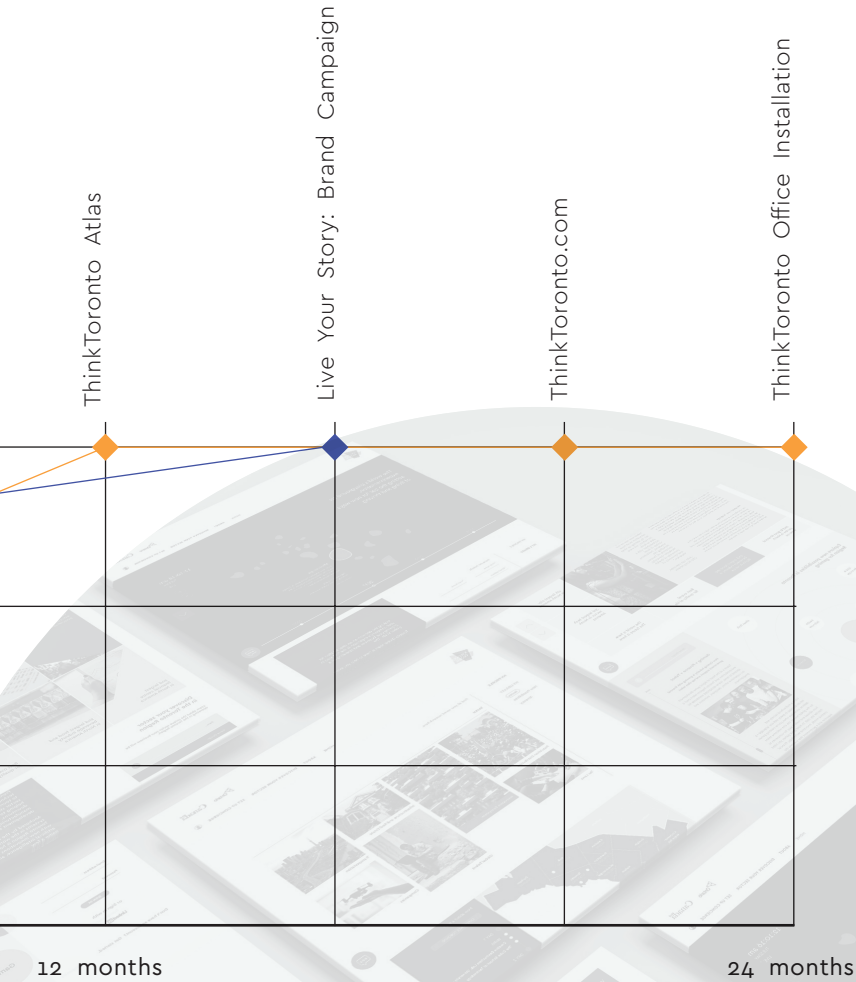 ThinkToronto Atlas
Live Your Story: Brand Campaign
ThinkToronto.com
ThinkToronto Office Installation
12 months
24 months